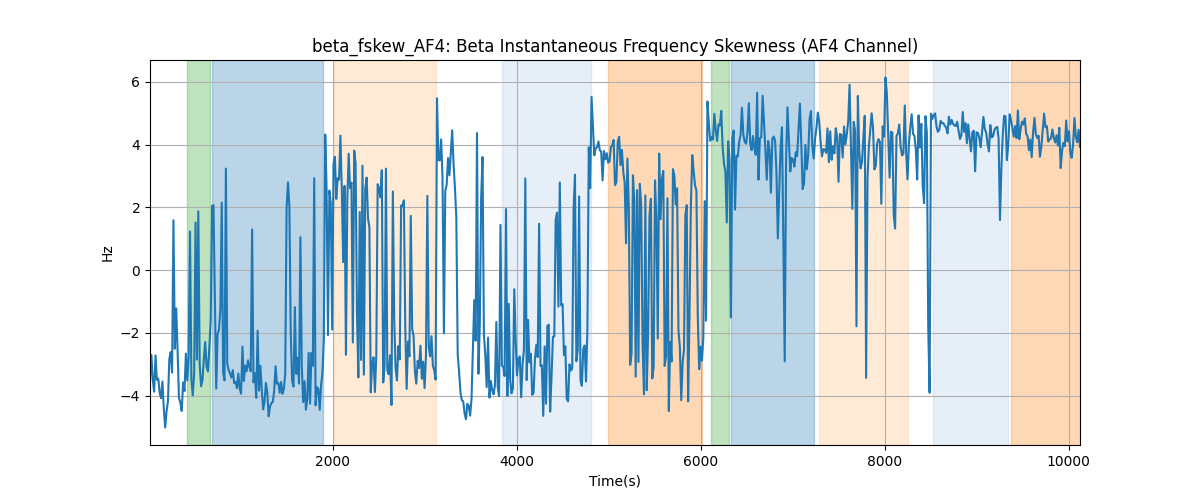 beta_fskew_AF4: Beta Instantaneous Frequency Skewness (AF4 Channel)
Hz
6
4
2
0
−2
−4
2000 4000 6000 8000 10000
Time(s)